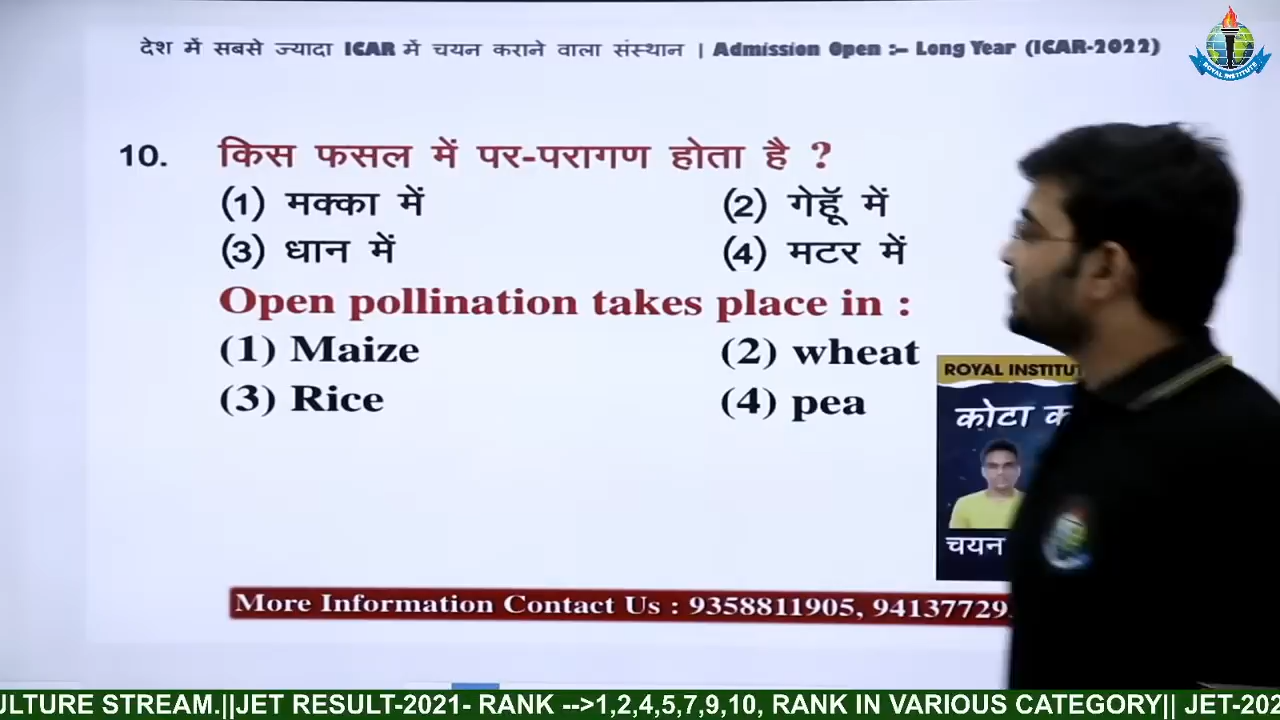 देश में सबसे ज्यादा ICAR में चयन कराने वाला संस्थान | Admission Open :– Long Year (ICAR-2022)
ROYAL INSTITUTE
10. किस फसल में पर-परागण होता है ?
(1) मक्का में (2) गेहूॅ में
(3) धान में (4) मटर में
Open pollination takes place in :
(1) Maize (2) wheat
(3) Rice (4) pea
ROYAL INSTITU
कोटा
चयन
More Information Contact Us : 9358811905, 94137729
ULTURE STREAM.||JET RESULT-2021- RANK -->1,2,4,5,7,9,10, RANK IN VARIOUS CATEGORY|| JET-202